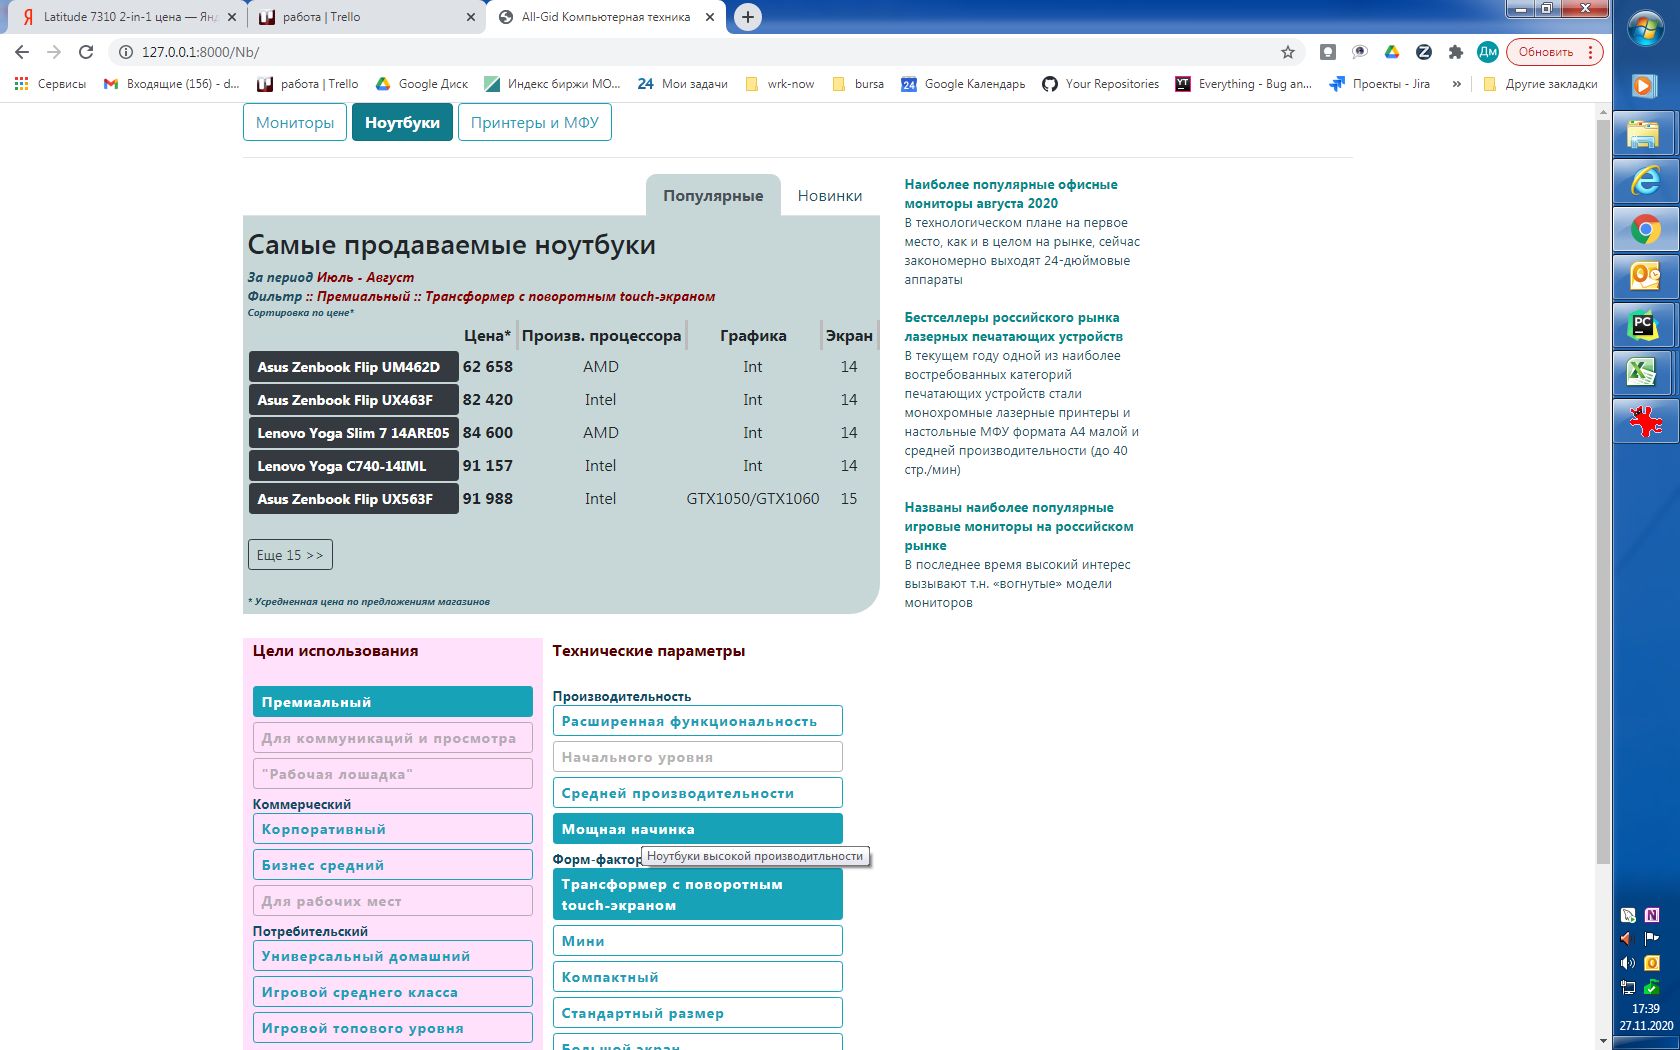 Latitude 7310 2-in-1 цена — Янд
работа | Trello
All-Gid Компьютерная техника
127.0.0.1:8000/Nb/
Дм
Обновить
Сервисы
Входящие (156) - d...
работа | Trello
Google Диск
Индекс биржи МО...
24 Мои задачи
wrk-now
bursa
24 Google Календарь
Your Repositories
YT Everything - Bug an...
Проекты - Jira
»
Другие закладки
Мониторы
Ноутбуки
Принтеры и МФУ
Популярные
Новинки
Самые продаваемые ноутбуки
За период Июль - Август
Фильтр :: Премиальный :: Трансформер с поворотным touch-экраном
Сортировка по цене*
Цена* Произв. процессора Графика Экран
Asus Zenbook Flip UM462D 62 658 AMD Int 14
Asus Zenbook Flip UX463F 82 420 Intel Int 14
Lenovo Yoga Slim 7 14ARE05 84 600 AMD Int 14
Lenovo Yoga C740-14IML 91 157 Intel Int 14
Asus Zenbook Flip UX563F 91 988 Intel GTX1050/GTX1060 15
Еще 15 >>
* Усредненная цена по предложениям магазинов
Наиболее популярные офисные
мониторы августа 2020
В технологическом плане на первое
место, как и в целом на рынке, сейчас
закономерно выходят 24-дюймовые
аппараты
Бестселлеры российского рынка
лазерных печатающих устройств
В текущем году одной из наиболее
востребованных категорий
печатающих устройств стали
монохромные лазерные принтеры и
настольные МФУ формата А4 малой и
средней производительности (до 40
стр./мин)
Названы наиболее популярные
игровые мониторы на российском
рынке
В последнее время высокий интерес
вызывают т.н. «вогнутые» модели
мониторов
Цели использования
Премиальный
Для коммуникаций и просмотра
"Рабочая лошадка"
Коммерческий
Корпоративный
Бизнес средний
Для рабочих мест
Потребительский
Универсальный домашний
Игровой среднего класса
Игровой топового уровня
Технические параметры
Производительность
Расширенная функциональность
Начального уровня
Средней производительности
Мощная начинка
Форм-фактор
Ноутбуки высокой производитльности
Трансформер с поворотным
touch-экраном
Мини
Компактный
Стандартный размер
Большой экран
PC
17:39
27.11.2020